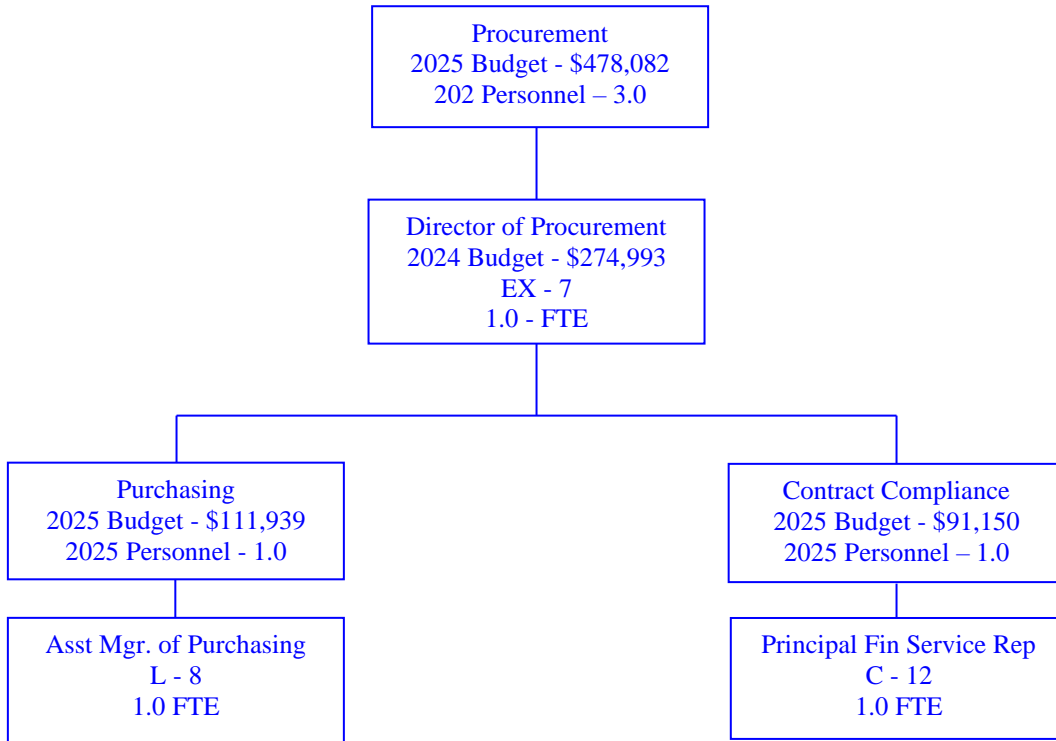 Procurement
2025 Budget - $478,082
202 Personnel – 3.0
Director of Procurement
2024 Budget - $274,993
EX - 7
1.0 - FTE
Purchasing
2025 Budget - $111,939
2025 Personnel - 1.0
Contract Compliance
2025 Budget - $91,150
2025 Personnel – 1.0
Asst Mgr. of Purchasing
L - 8
1.0 FTE
Principal Fin Service Rep
C - 12
1.0 FTE